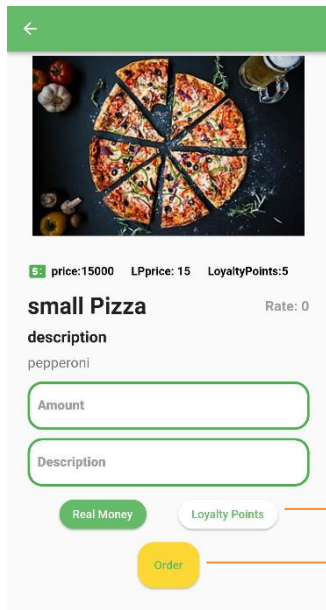 $: price:15000 LPprice: 15 LoyaltyPoints:5
small Pizza Rate: 0
description
pepperoni
Amount
Description
Real Money Loyalty Points
Order